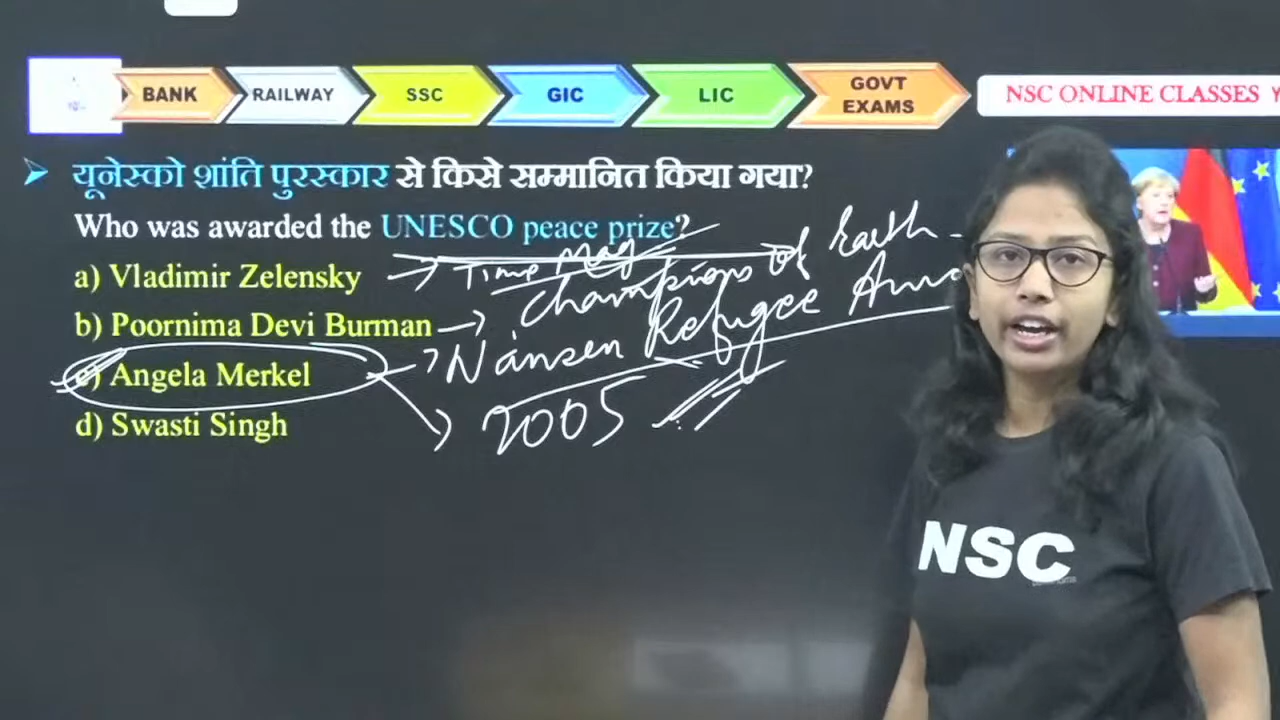 BANK RAILWAY SSC GIC LIC GOVT EXAMS NSC ONLINE CLASSES Y
यूनेस्को शांति पुरस्कार से किसे सम्मानित किया गया?
Who was awarded the UNESCO peace prize?
a) Vladimir Zelensky → Time Mag
b) Poornima Devi Burman → Champions of Earth -
c) Angela Merkel → Nansen Refugee
→ 2005
d) Swasti Singh
NSC